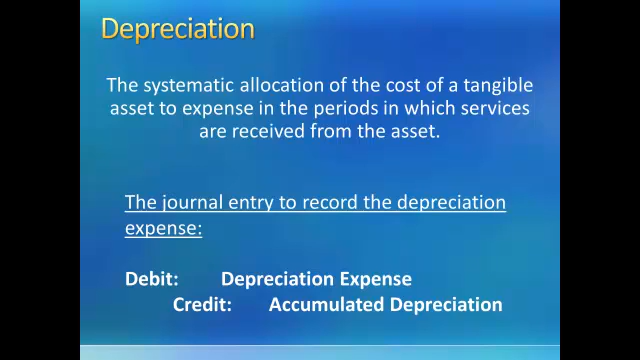 Depreciation
The systematic allocation of the cost of a tangible
asset to expense in the periods in which services
are received from the asset.
The journal entry to record the depreciation
expense:
Debit: Depreciation Expense
Credit: Accumulated Depreciation